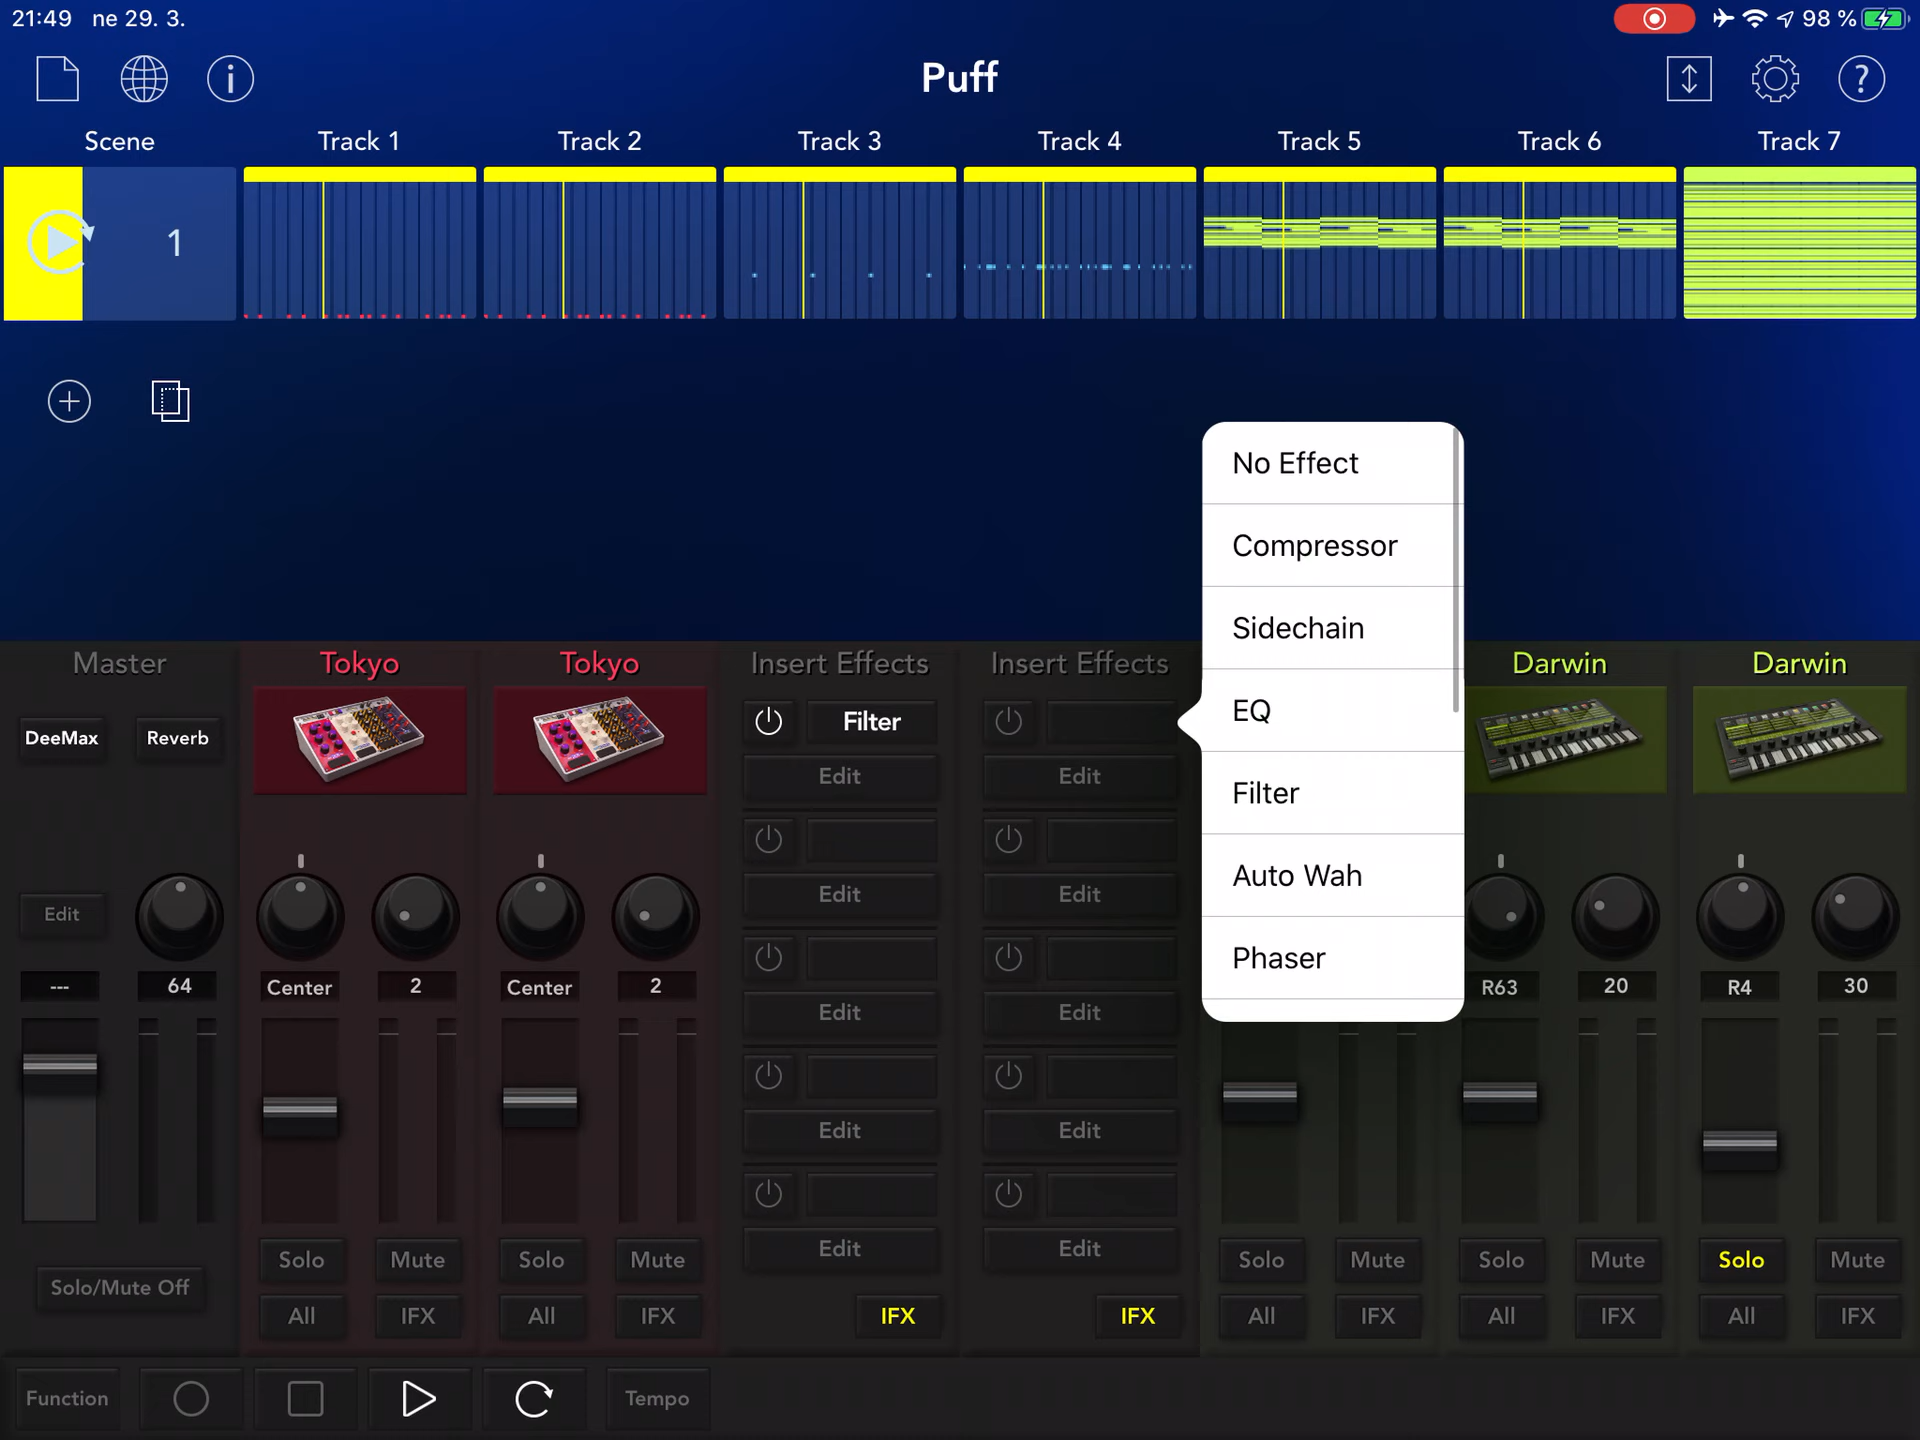 21:49 ne 29. 3. 98 %
Puff
Scene Track 1 Track 2 Track 3 Track 4 Track 5 Track 6 Track 7
1
No Effect
Compressor
Sidechain
EQ
Filter
Auto Wah
Phaser
Master Tokyo Tokyo Insert Effects Insert Effects Darwin Darwin
DeeMax Reverb Filter
Edit Edit
Edit Edit
Edit
--- 64 Center 2 Center 2 R63 20 R4 30
Edit Edit
Edit Edit
Edit Edit
Solo Mute Solo Mute Solo Mute Solo Mute Solo Mute
Solo/Mute Off
All IFX All IFX IFX IFX All IFX All IFX All IFX
Function Tempo